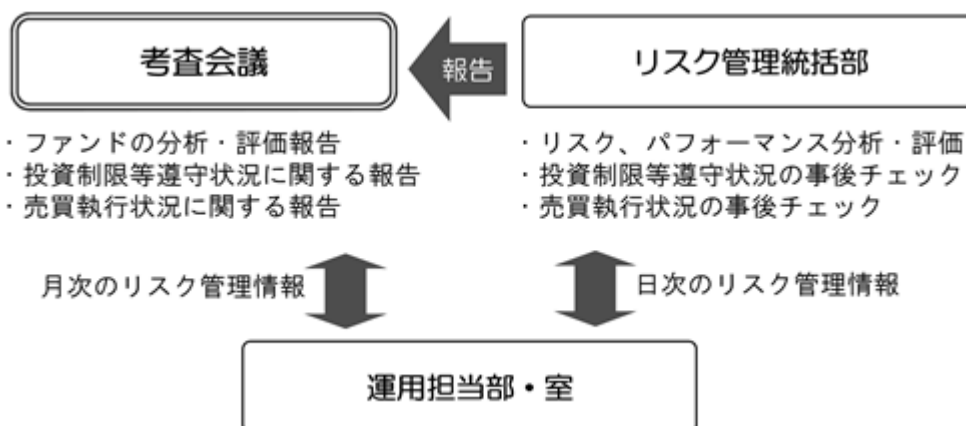 考査会議
報告
リスク管理統括部
・ファンドの分析・評価報告
・投資制限等遵守状況に関する報告
・売買執行状況に関する報告
・リスク、パフォーマンス分析・評価
・投資制限等遵守状況の事後チェック
・売買執行状況の事後チェック
月次のリスク管理情報
日次のリスク管理情報
運用担当部・室